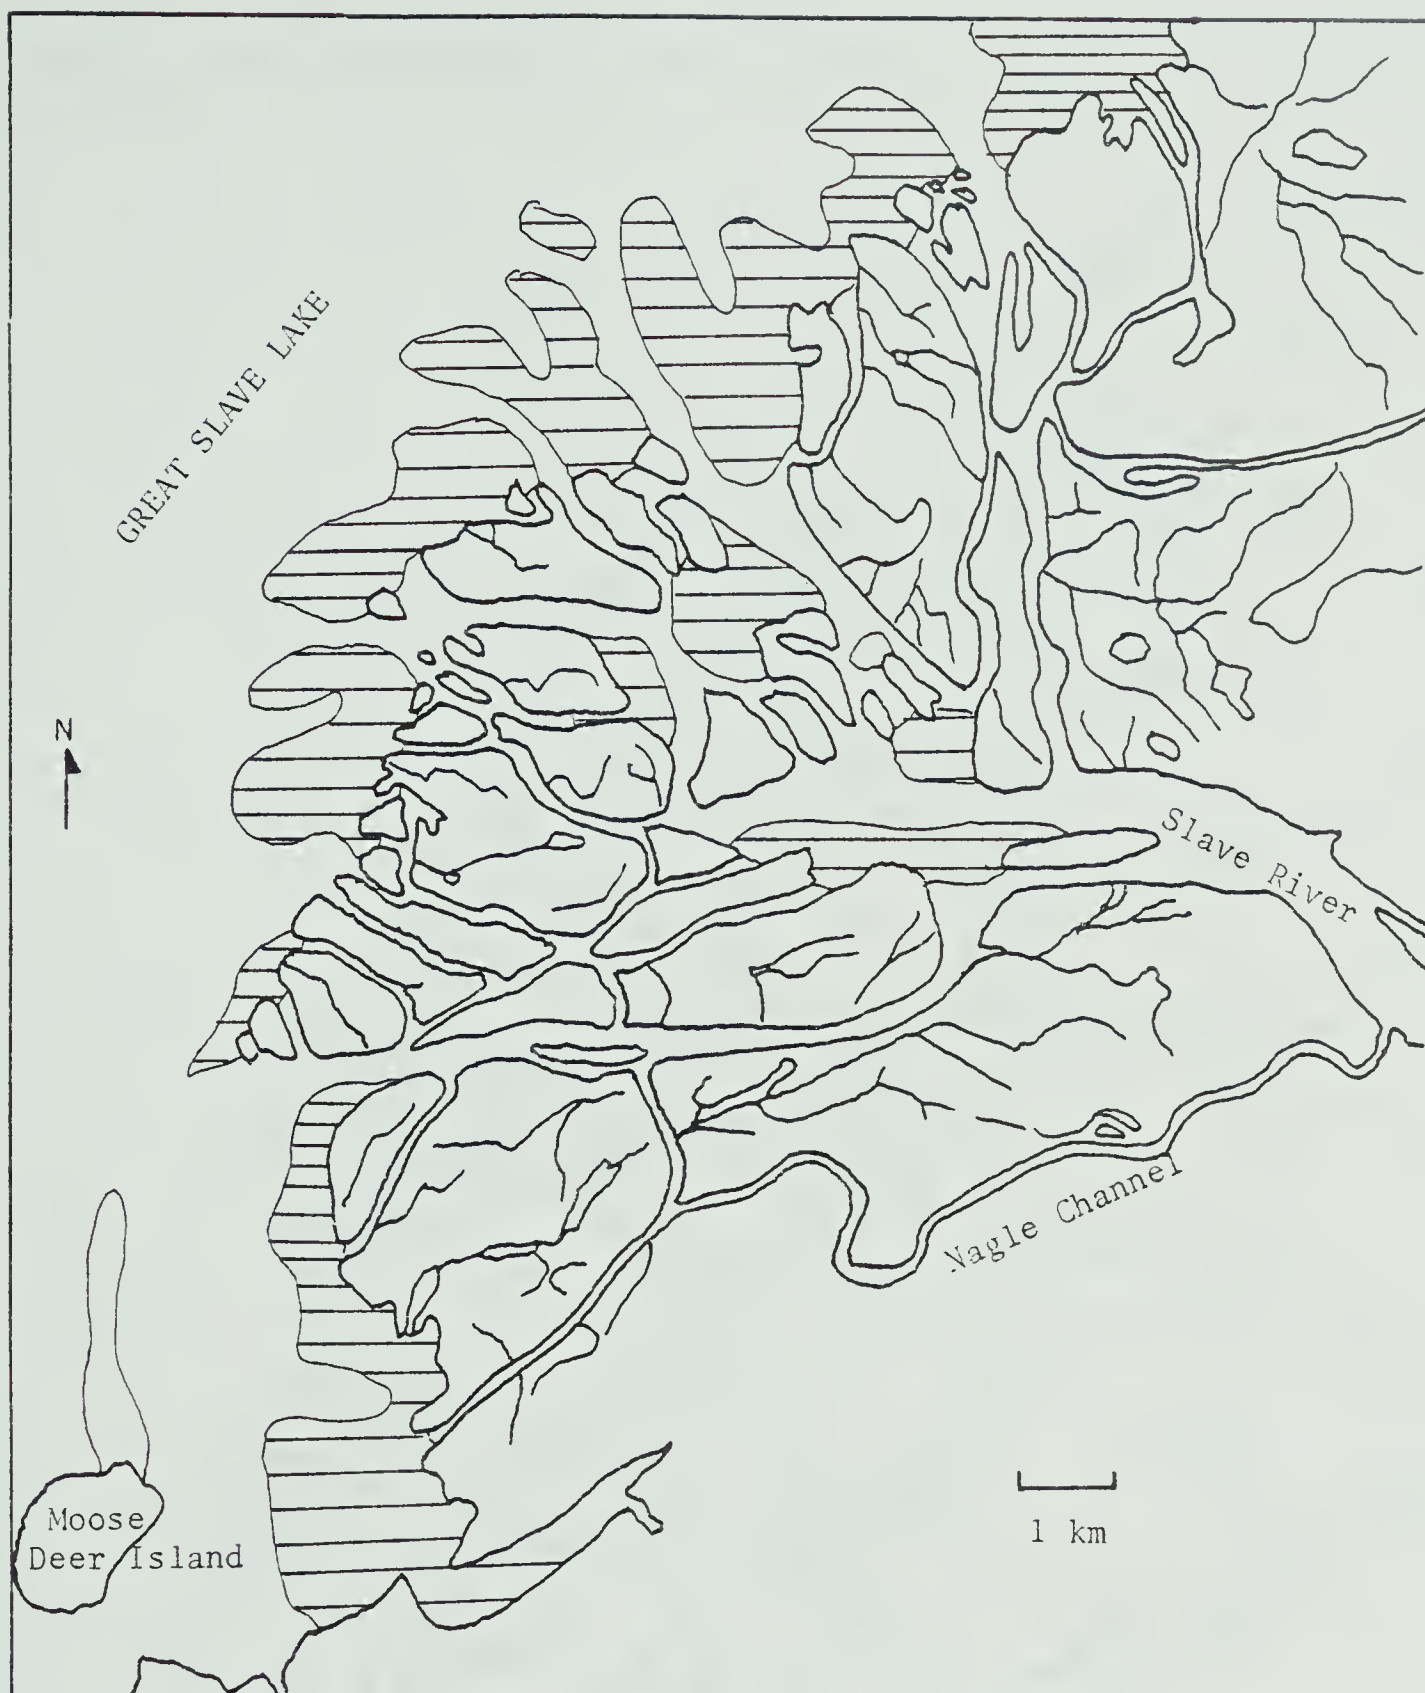 GREAT SLAVE LAKE
N
Slave River
Nagle Channel
Moose
Deer Island
1 km